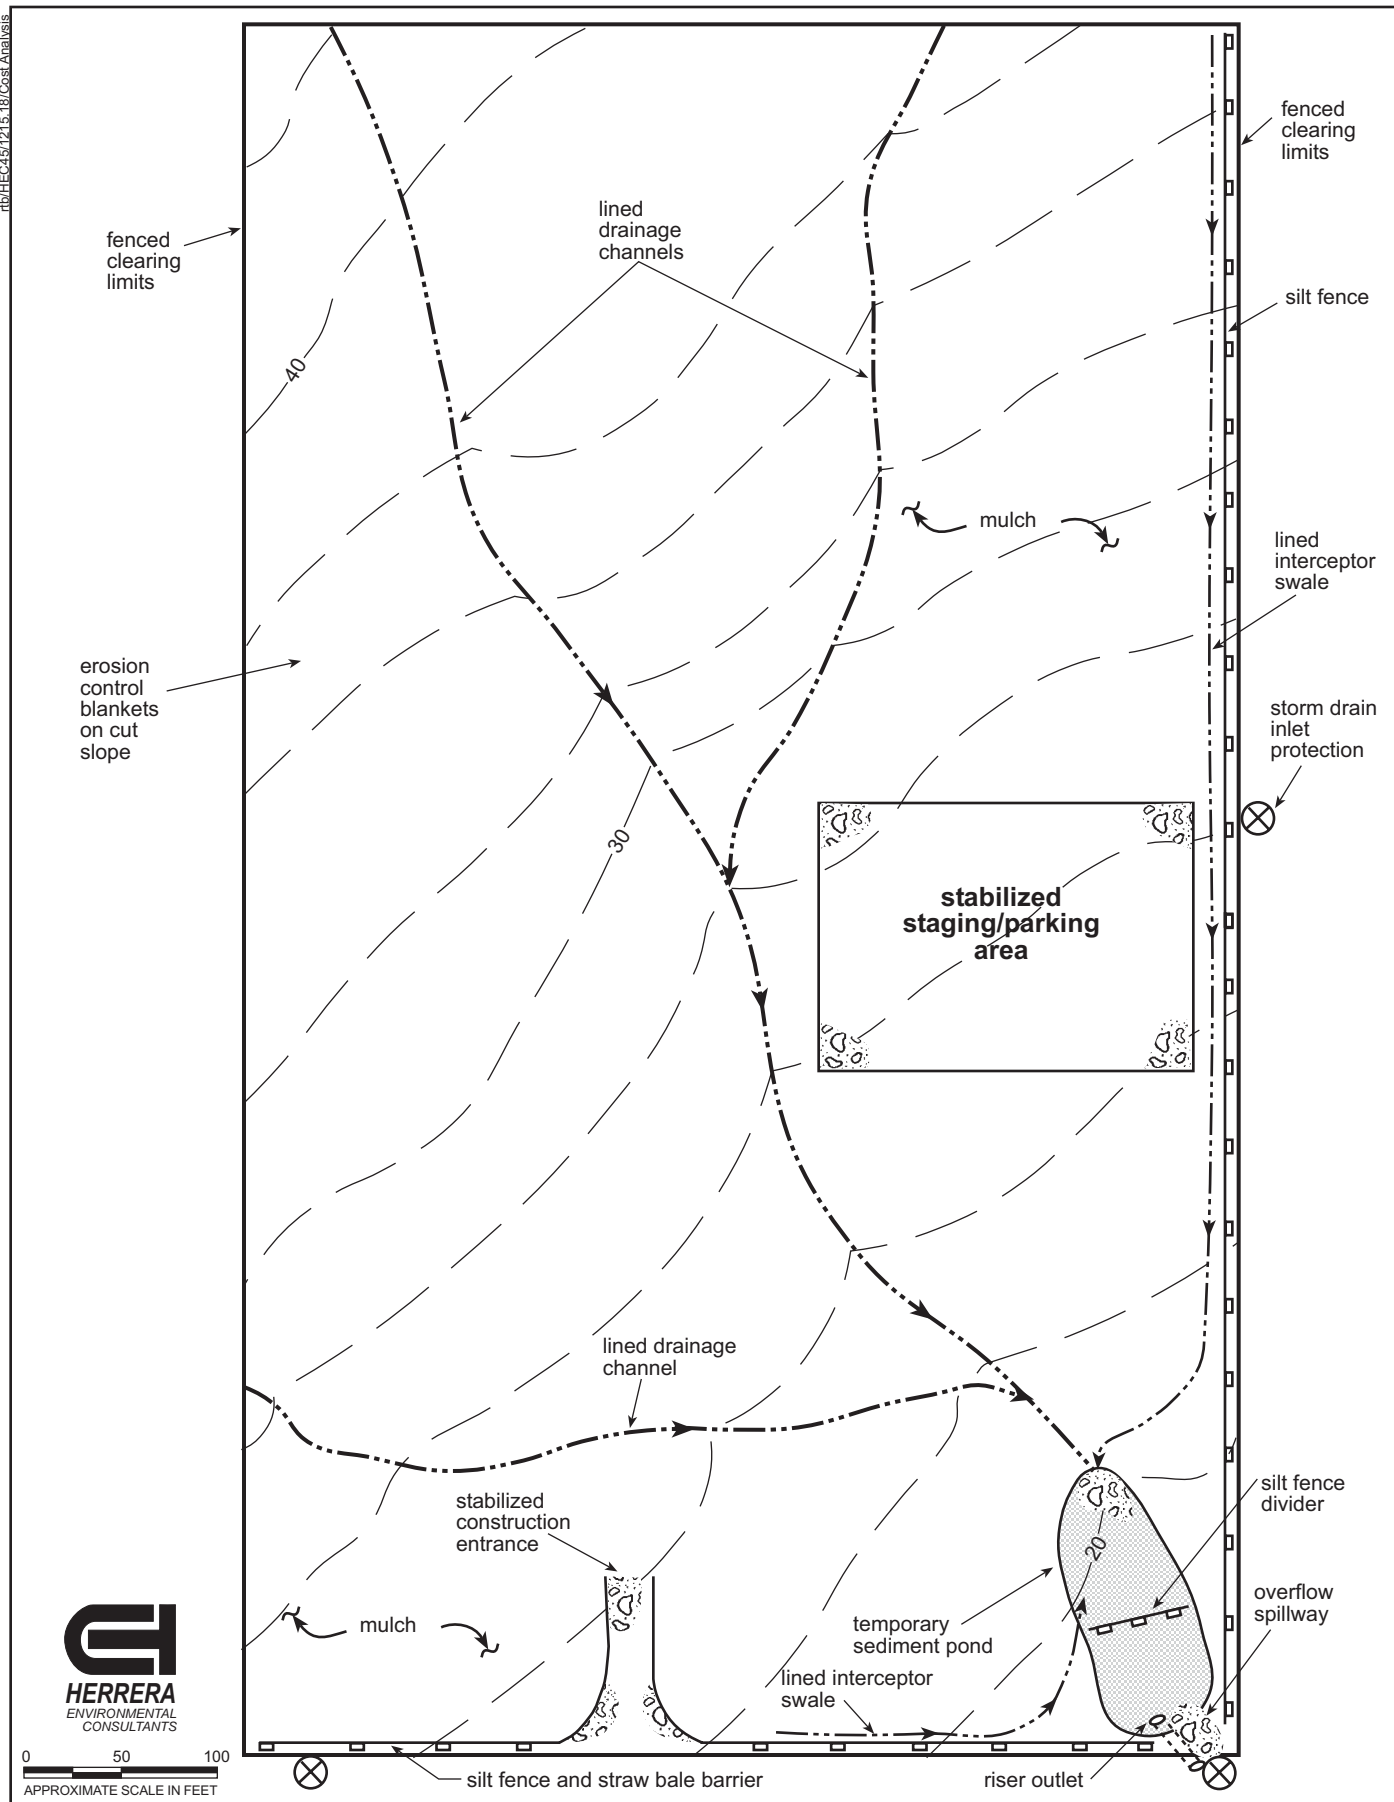 rtb/HEC45/1215.18/Cost Analysis
fenced
clearing
limits
lined
drainage
channels
fenced
clearing
limits
silt fence
40
mulch
lined
interceptor
swale
erosion
control
blankets
on cut
slope
storm drain
inlet
protection
30
stabilized
staging/parking
area
lined drainage
channel
stabilized
construction
entrance
silt fence
divider
20
overflow
spillway
mulch
temporary
sediment pond
lined interceptor
swale
HERRERA
ENVIRONMENTAL
CONSULTANTS
0 50 100
APPROXIMATE SCALE IN FEET
silt fence and straw bale barrier
riser outlet